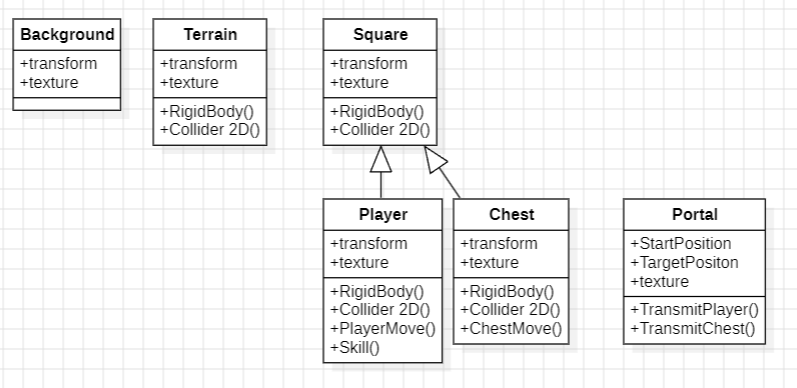 Background
+transform
+texture
Terrain
+transform
+texture
+RigidBody()
+Collider 2D()
Square
+transform
+texture
+RigidBody()
+Collider 2D()
Player
+transform
+texture
+RigidBody()
+Collider 2D()
+PlayerMove()
+Skill()
Chest
+transform
+texture
+RigidBody()
+Collider 2D()
+ChestMove()
Portal
+StartPosition
+TargetPositon
+texture
+TransmitPlayer()
+TransmitChest()